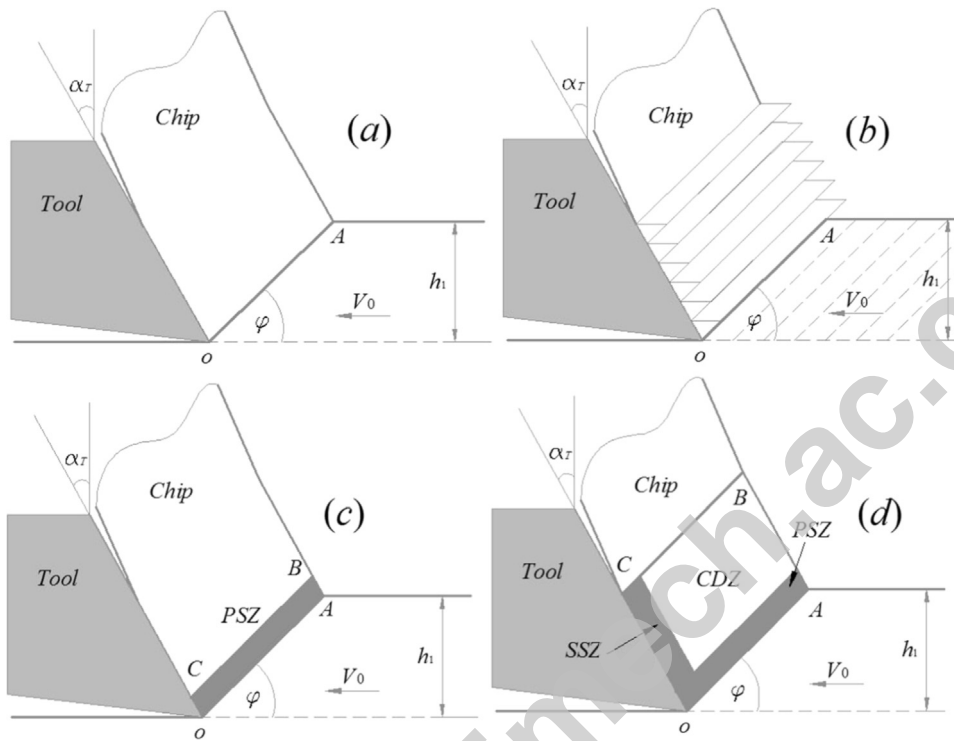 αT
Chip
(a)
Tool
A
h1
V0
φ
o
αT
Chip
(b)
Tool
A
h1
V0
φ
o
αT
Chip
(c)
Tool
B
PSZ
A
C
h1
V0
φ
o
αT
Chip
(d)
B
PSZ
C
Tool
CDZ
A
SSZ
h1
V0
φ
o